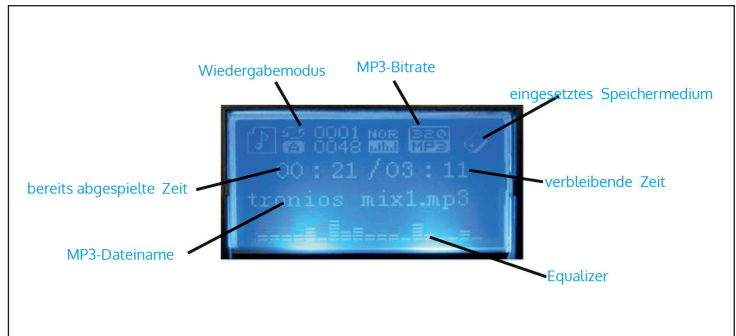 Wiedergabemodus
MP3-Bitrate
eingesetztes Speichermedium
0001 NOR 320
A 0048 MP3
00:21/03:11
bereits abgespielte Zeit
verbleibende Zeit
tronios mix1.mp3
MP3-Dateiname
Equalizer